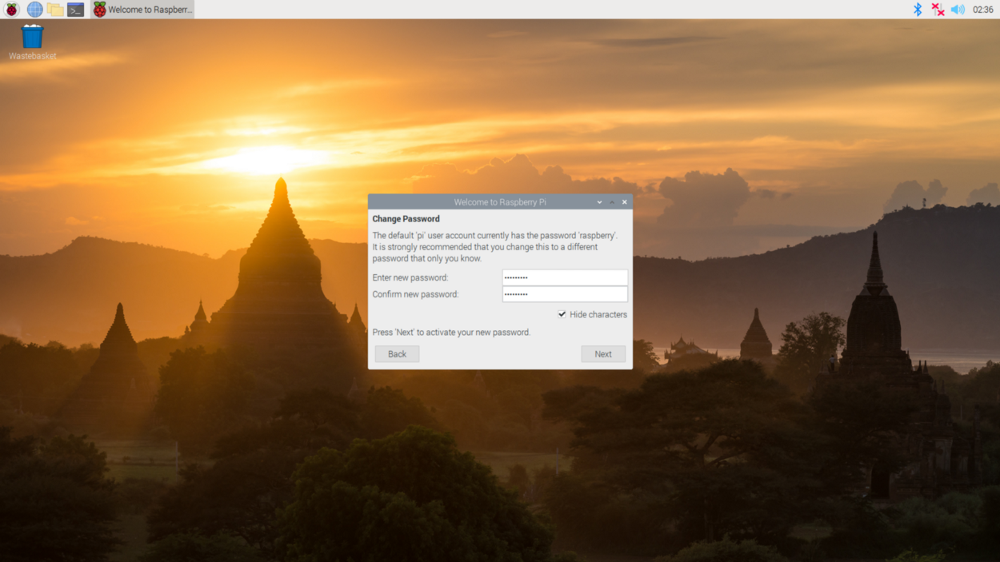 Welcome to Raspberr...
02:36
Wastebasket
Welcome to Raspberry Pi
Change Password
The default 'pi' user account currently has the password 'raspberry'.
It is strongly recommended that you change this to a different
password that only you know.
Enter new password: •••••••••
Confirm new password: •••••••••
Hide characters
Press 'Next' to activate your new password.
Back Next